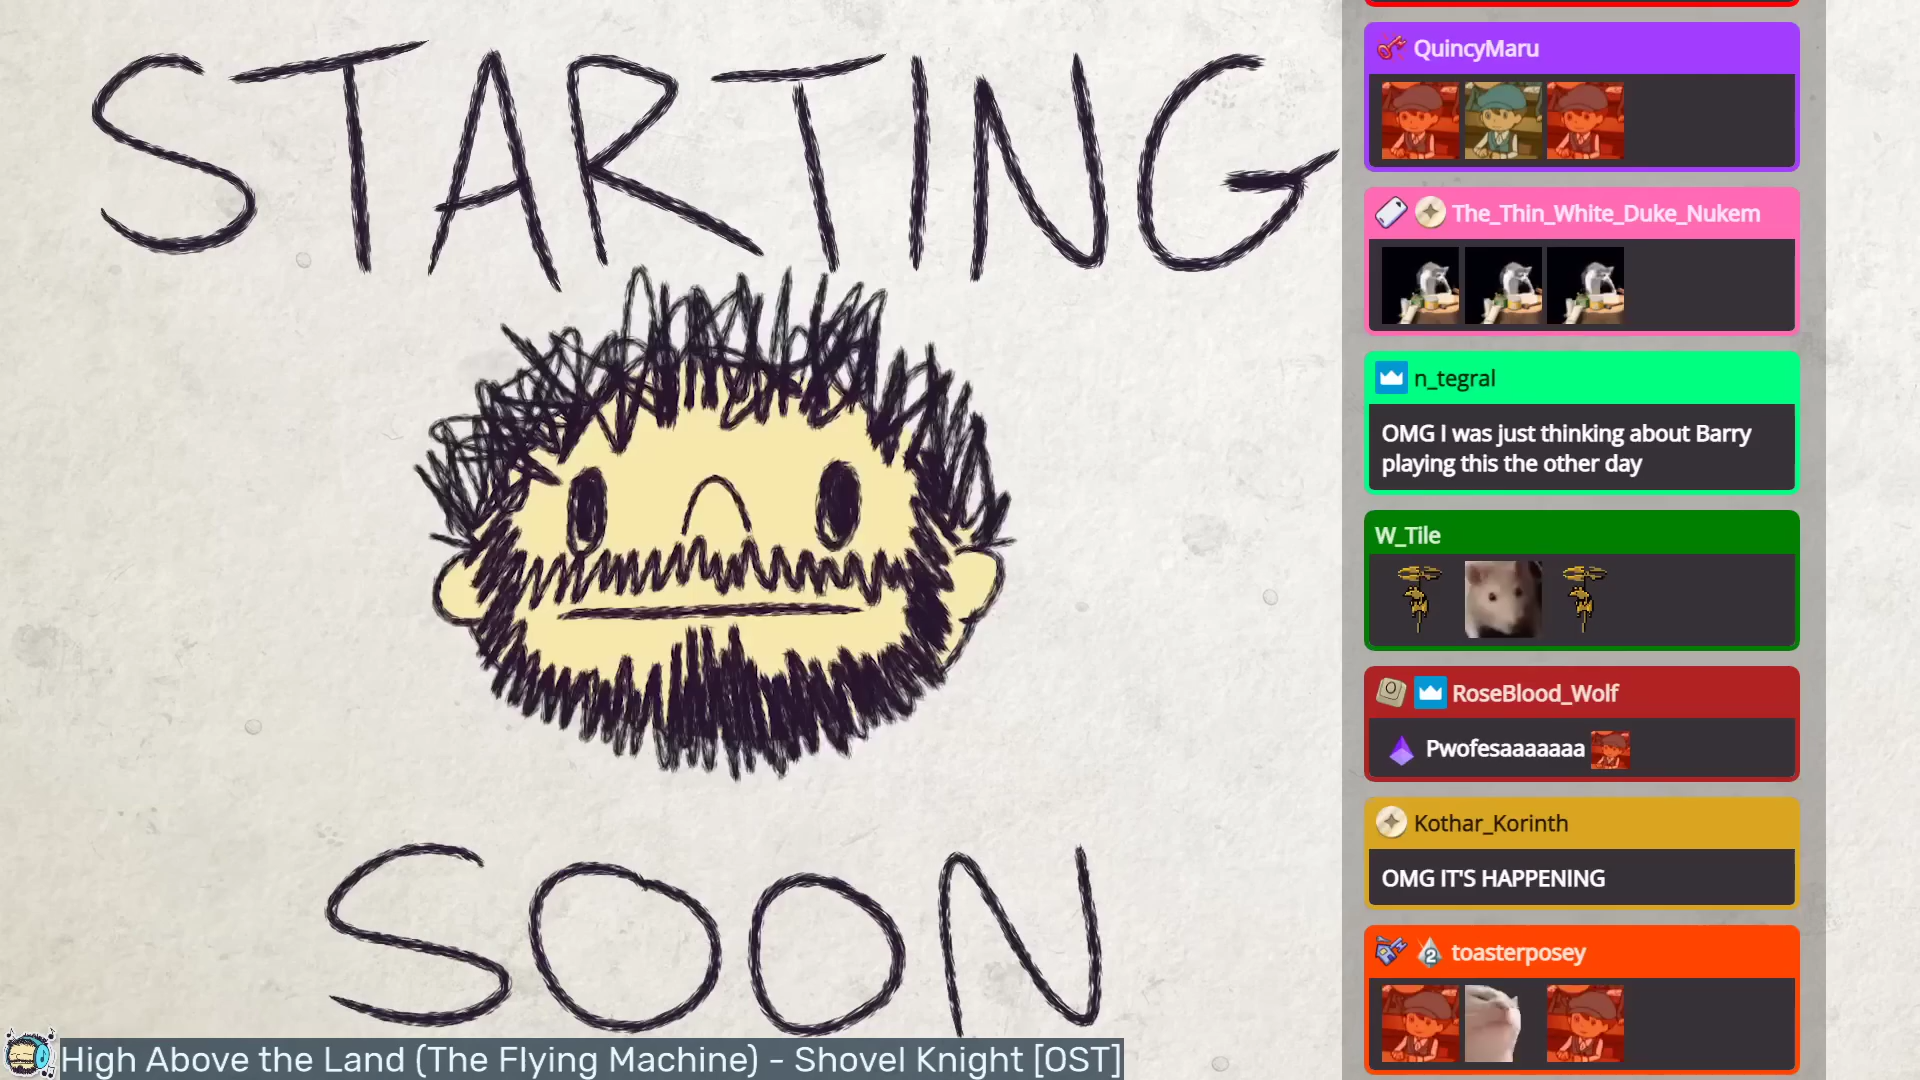 STARTING
SOON
High Above the Land (The Flying Machine) - Shovel Knight [OST]
QuincyMaru
The_Thin_White_Duke_Nukem
n_tegral
OMG I was just thinking about Barry
playing this the other day
W_Tile
RoseBlood_Wolf
Pwofesaaaaaaa
Kothar_Korinth
OMG IT'S HAPPENING
2 toasterposey